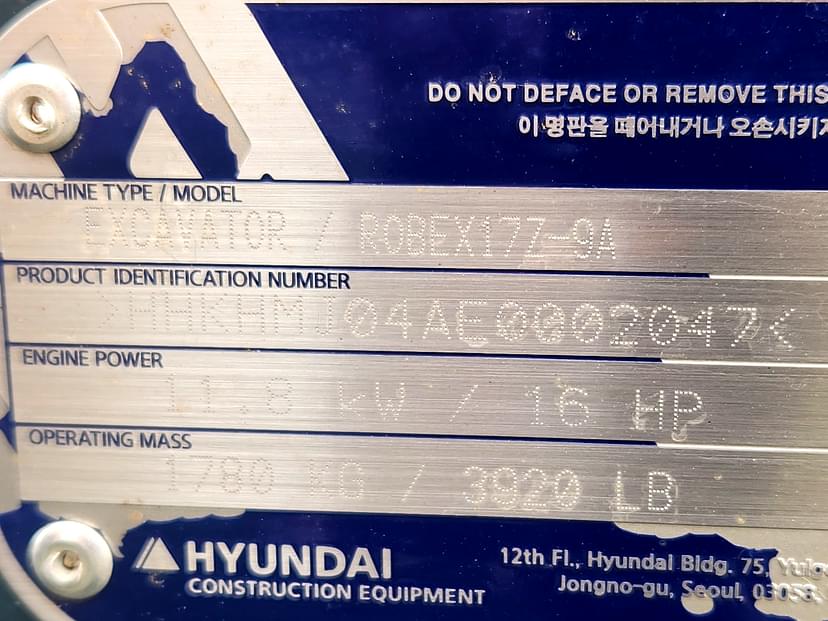 DO NOT DEFACE OR REMOVE THIS
이 명판을 떼어내거나 오손시키지
MACHINE TYPE / MODEL
EXCAVATOR / ROBEX17Z-9A
PRODUCT IDENTIFICATION NUMBER
>HHKHMJ04AE0002047<
ENGINE POWER
11.8 kW / 16 HP
OPERATING MASS
1780 KG / 3920 LB
HYUNDAI
CONSTRUCTION EQUIPMENT
12th Fl., Hyundai Bldg. 75,
Jongno-gu, Seoul, 03058,